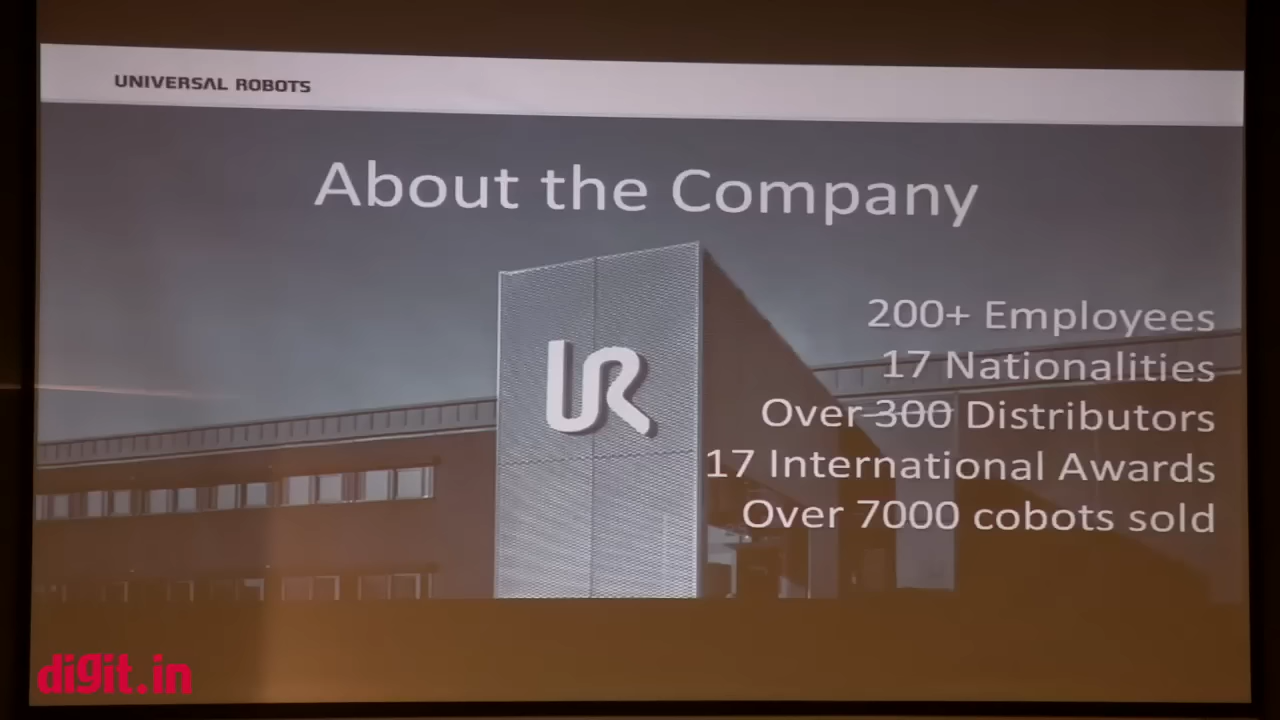 UNIVERSAL ROBOTS
About the Company
UR
200+ Employees
17 Nationalities
Over 300 Distributors
17 International Awards
Over 7000 cobots sold
digit.in